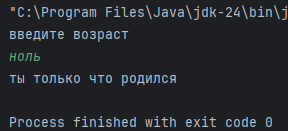 "C:\Program Files\Java\jdk-24\bin\j
введите возраст
ноль
ты только что родился
Process finished with exit code 0